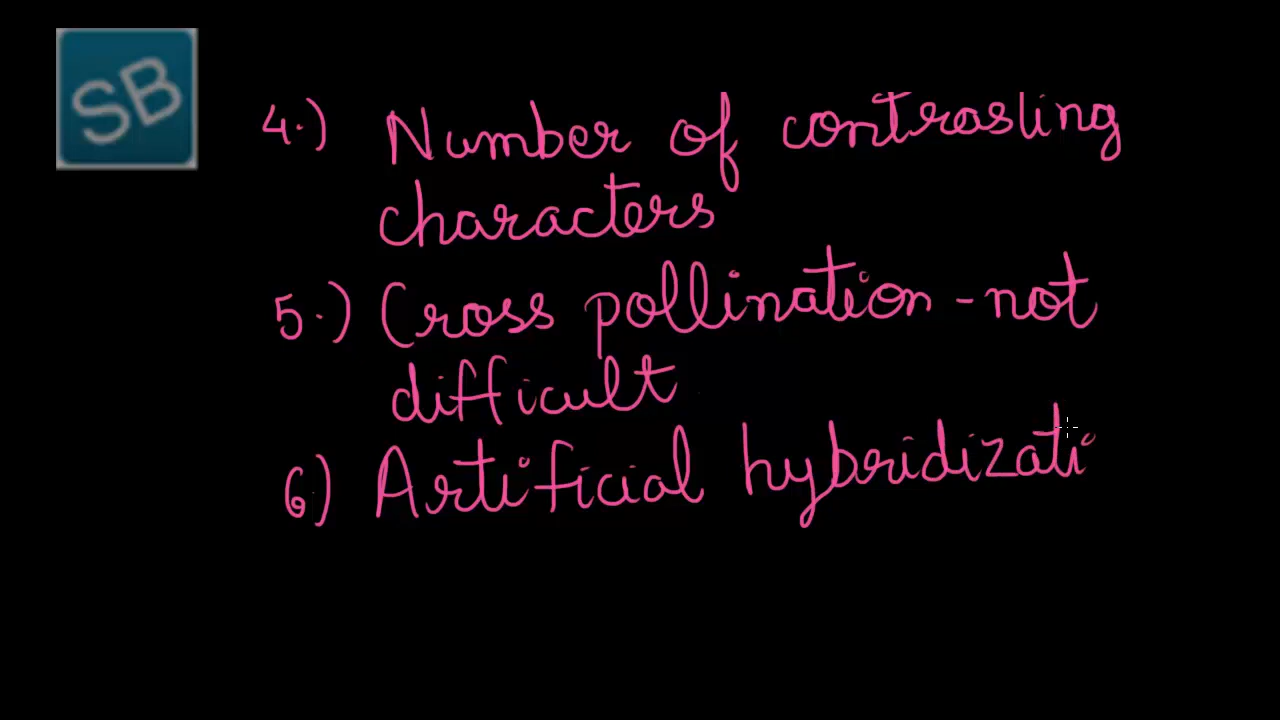 SB
4.) Number of contrasting
characters
5.) Cross pollination - not
difficult
6) Artificial hybridizati